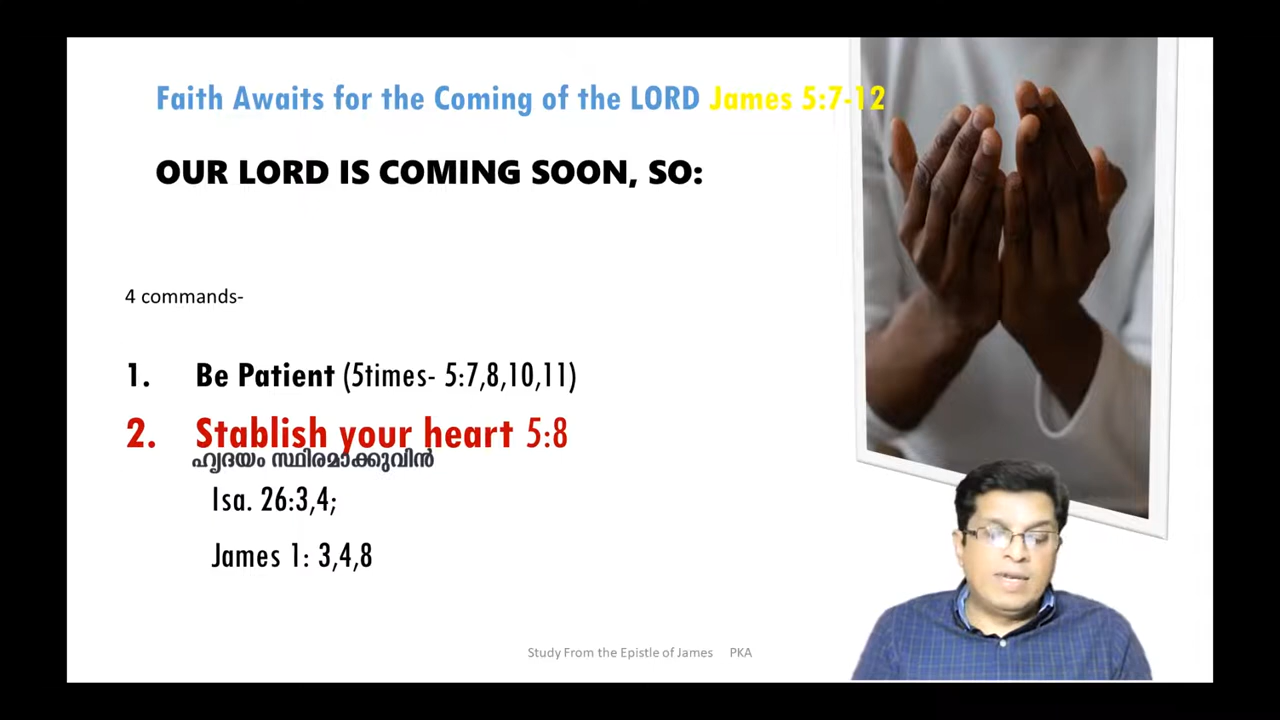 Faith Awaits for the Coming of the LORD James 5:7-12
OUR LORD IS COMING SOON, SO:
4 commands-
1. Be Patient (5times- 5:7,8,10,11)
2. Stablish your heart 5:8
ഹൃദയം സ്ഥിരമാക്കുവിൻ
Isa. 26:3,4;
James 1: 3,4,8
Study From the Epistle of James PKA